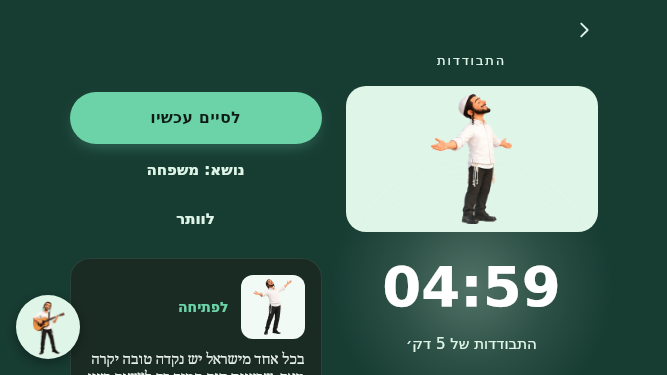 התבודדות
04:59
התבודדות של 5 דק׳
לסיים עכשיו
נושא: משפחה
לוותר
לפתיחה
בכל אחד מישראל יש נקדה טובה יקרה